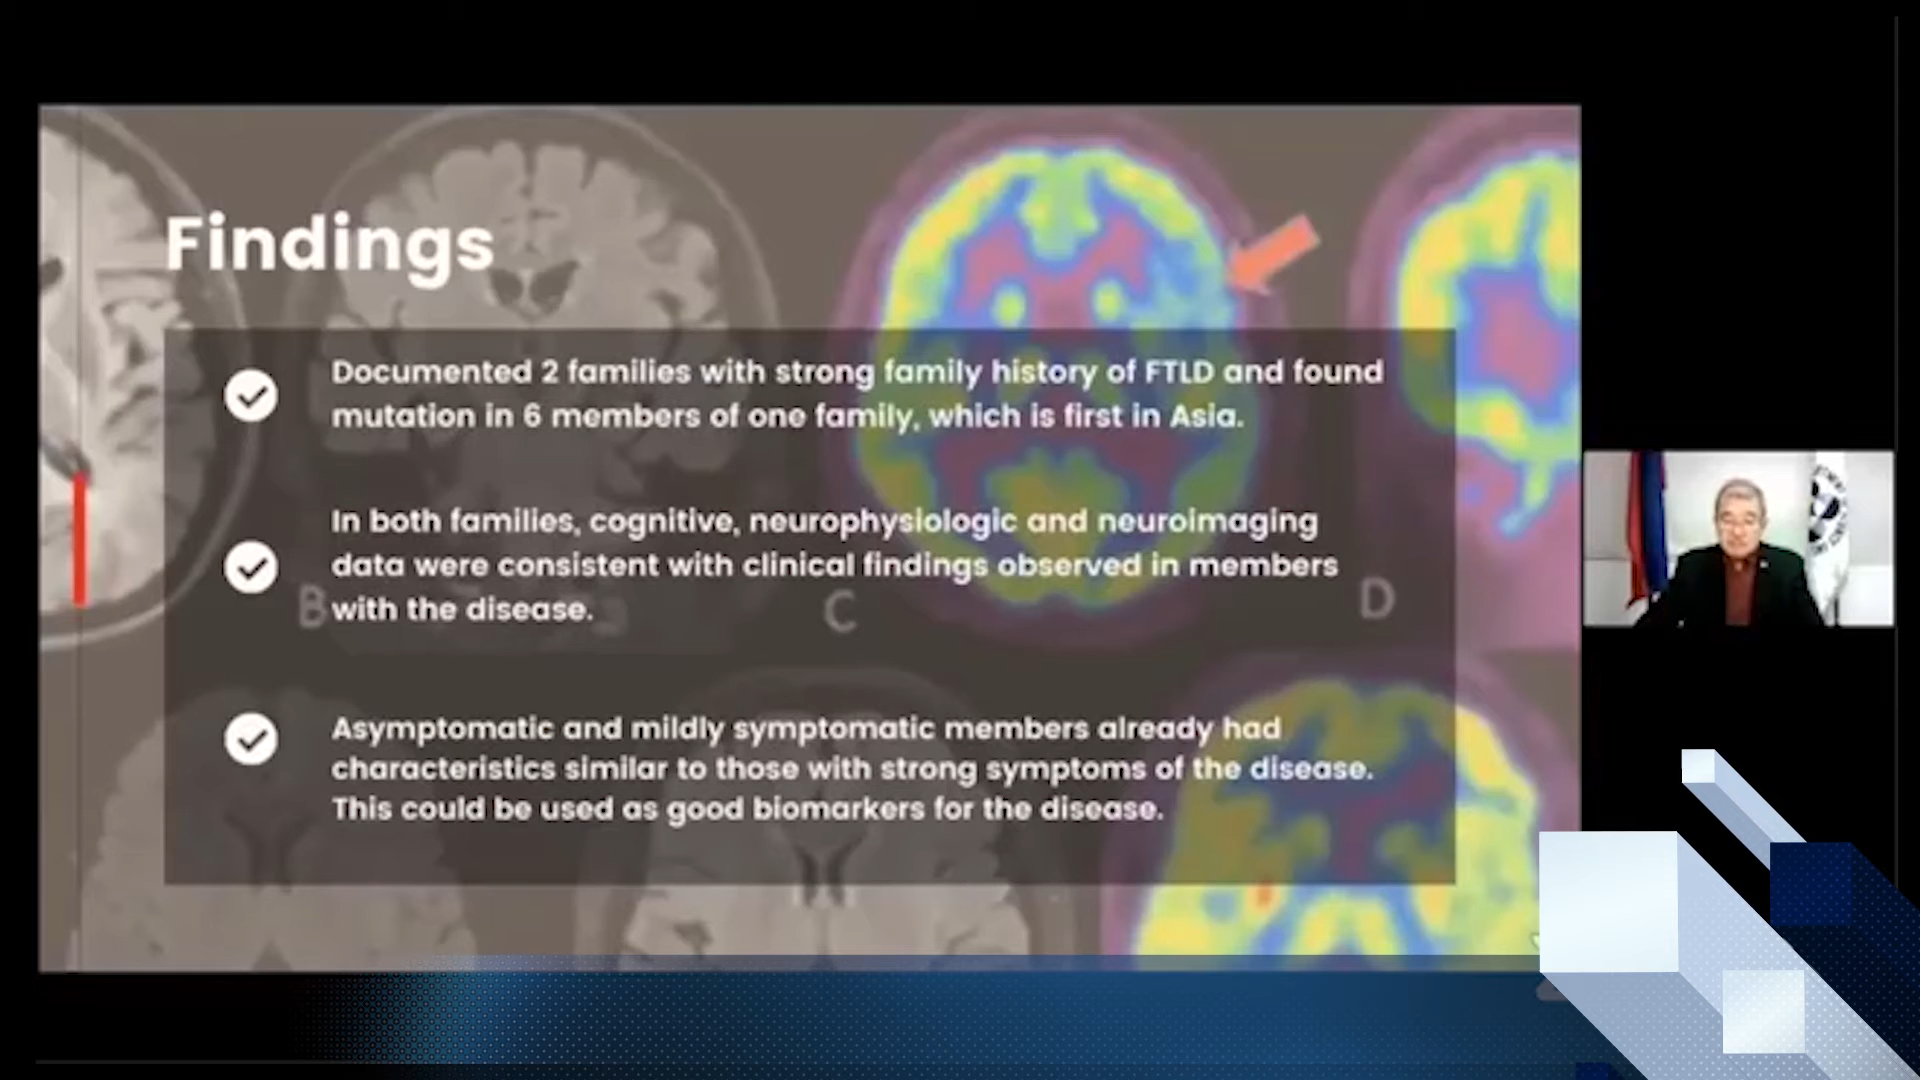 Findings
Documented 2 families with strong family history of FTLD and found
mutation in 6 members of one family, which is first in Asia.
In both families, cognitive, neurophysiologic and neuroimaging
data were consistent with clinical findings observed in members
with the disease.
B
C
D
Asymptomatic and mildly symptomatic members already had
characteristics similar to those with strong symptoms of the disease.
This could be used as good biomarkers for the disease.